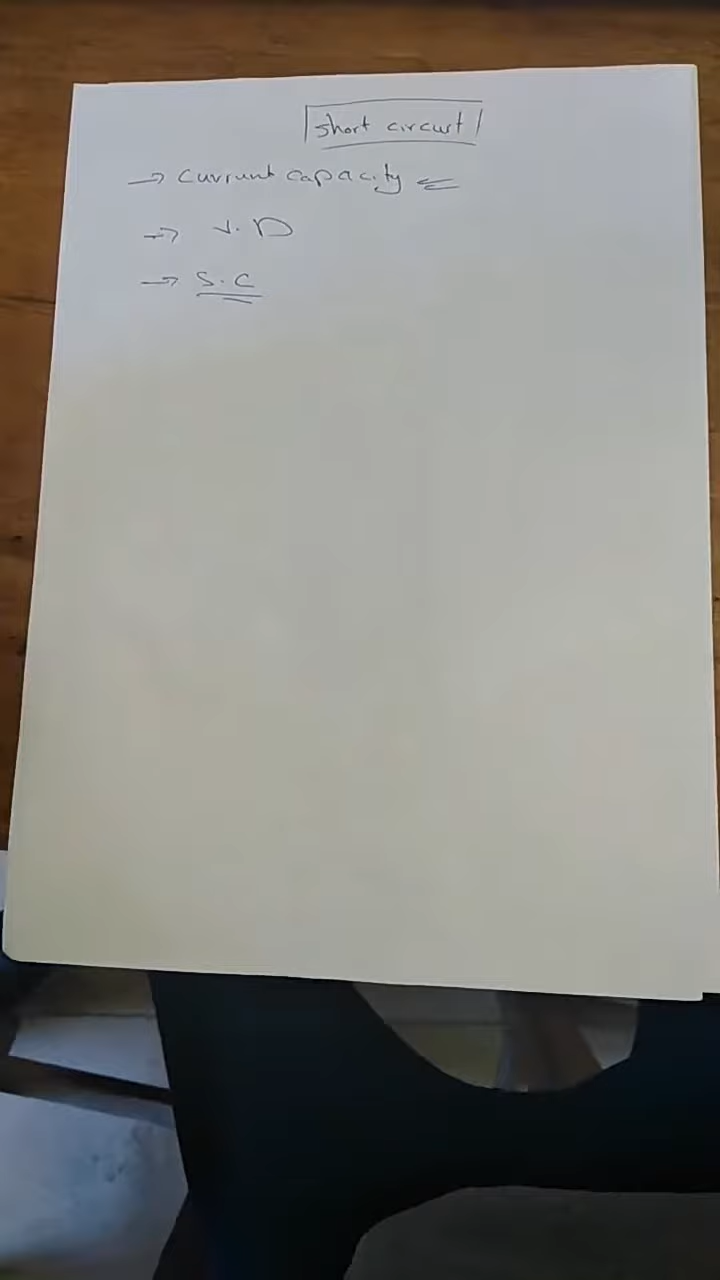 short circuit
→ Current capacity ⇐
→ V.D
→ S.C